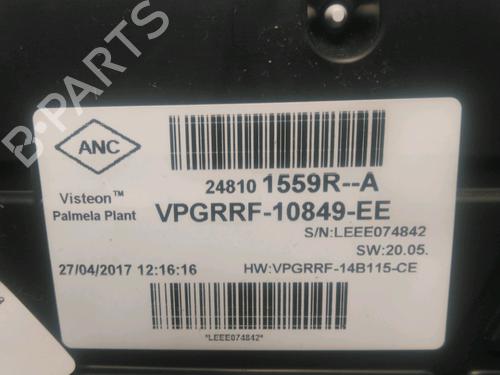 B-PARTS
ANC
24810 1559R--A
Visteon™
Palmela Plant
VPGRRF-10849-EE
S/N:LEEE074842
SW:20.05.
27/04/2017 12:16:16
HW:VPGRRF-14B115-CE
*LEEE074842*